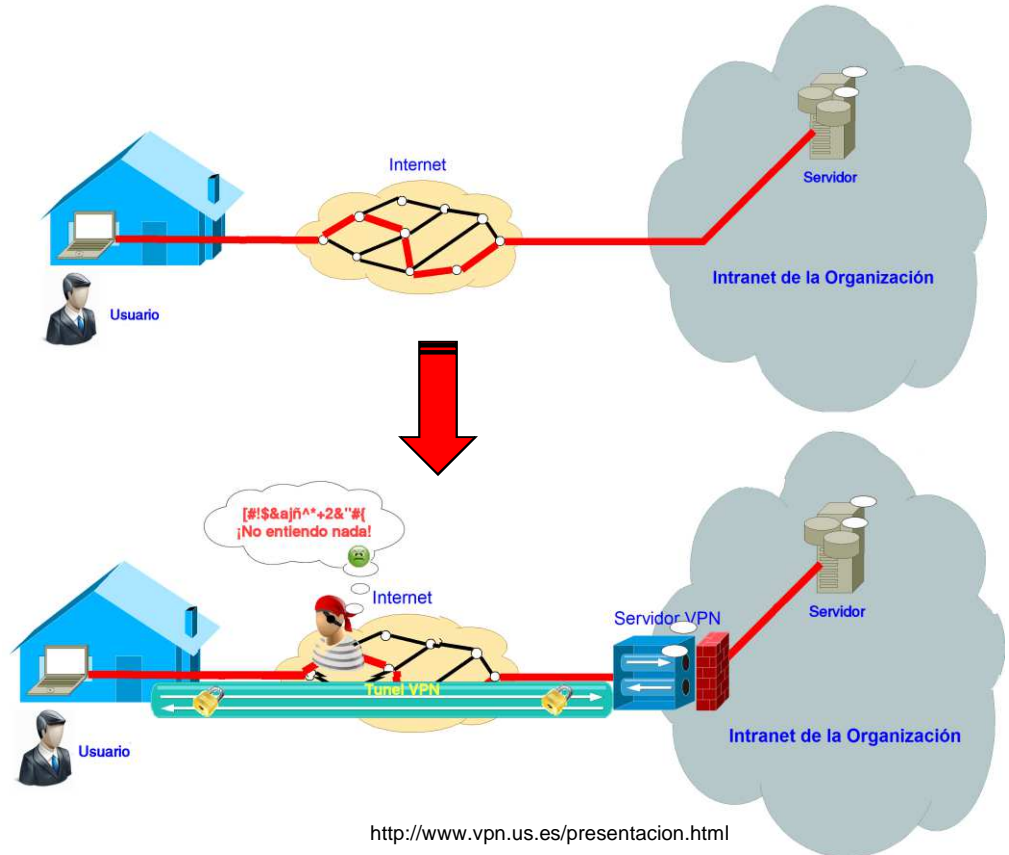 Internet
Servidor
Intranet de la Organización
Usuario
[#!$&ajñ^*+2&"#{
¡No entiendo nada!
Internet
Servidor VPN
Servidor
Tunel VPN
Intranet de la Organización
Usuario
http://www.vpn.us.es/presentacion.html